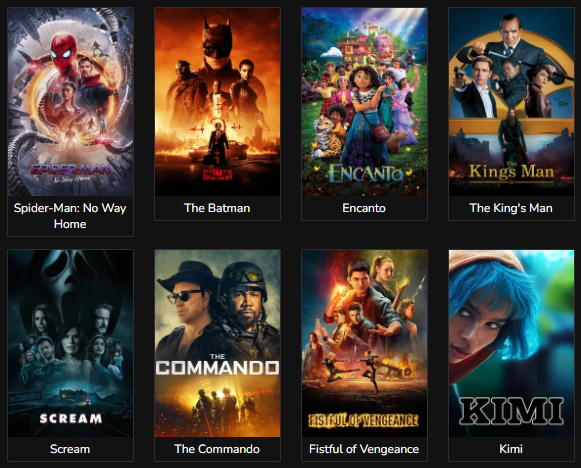 SPIDER-MAN
No Way Home
THE
BATMAN
ENCANTO
The
King's Man
Spider-Man: No Way
Home
The Batman
Encanto
The King's Man
SCREAM
THE
COMMANDO
FISTFUL OF VENGEANCE
KIMI
Scream
The Commando
Fistful of Vengeance
Kimi